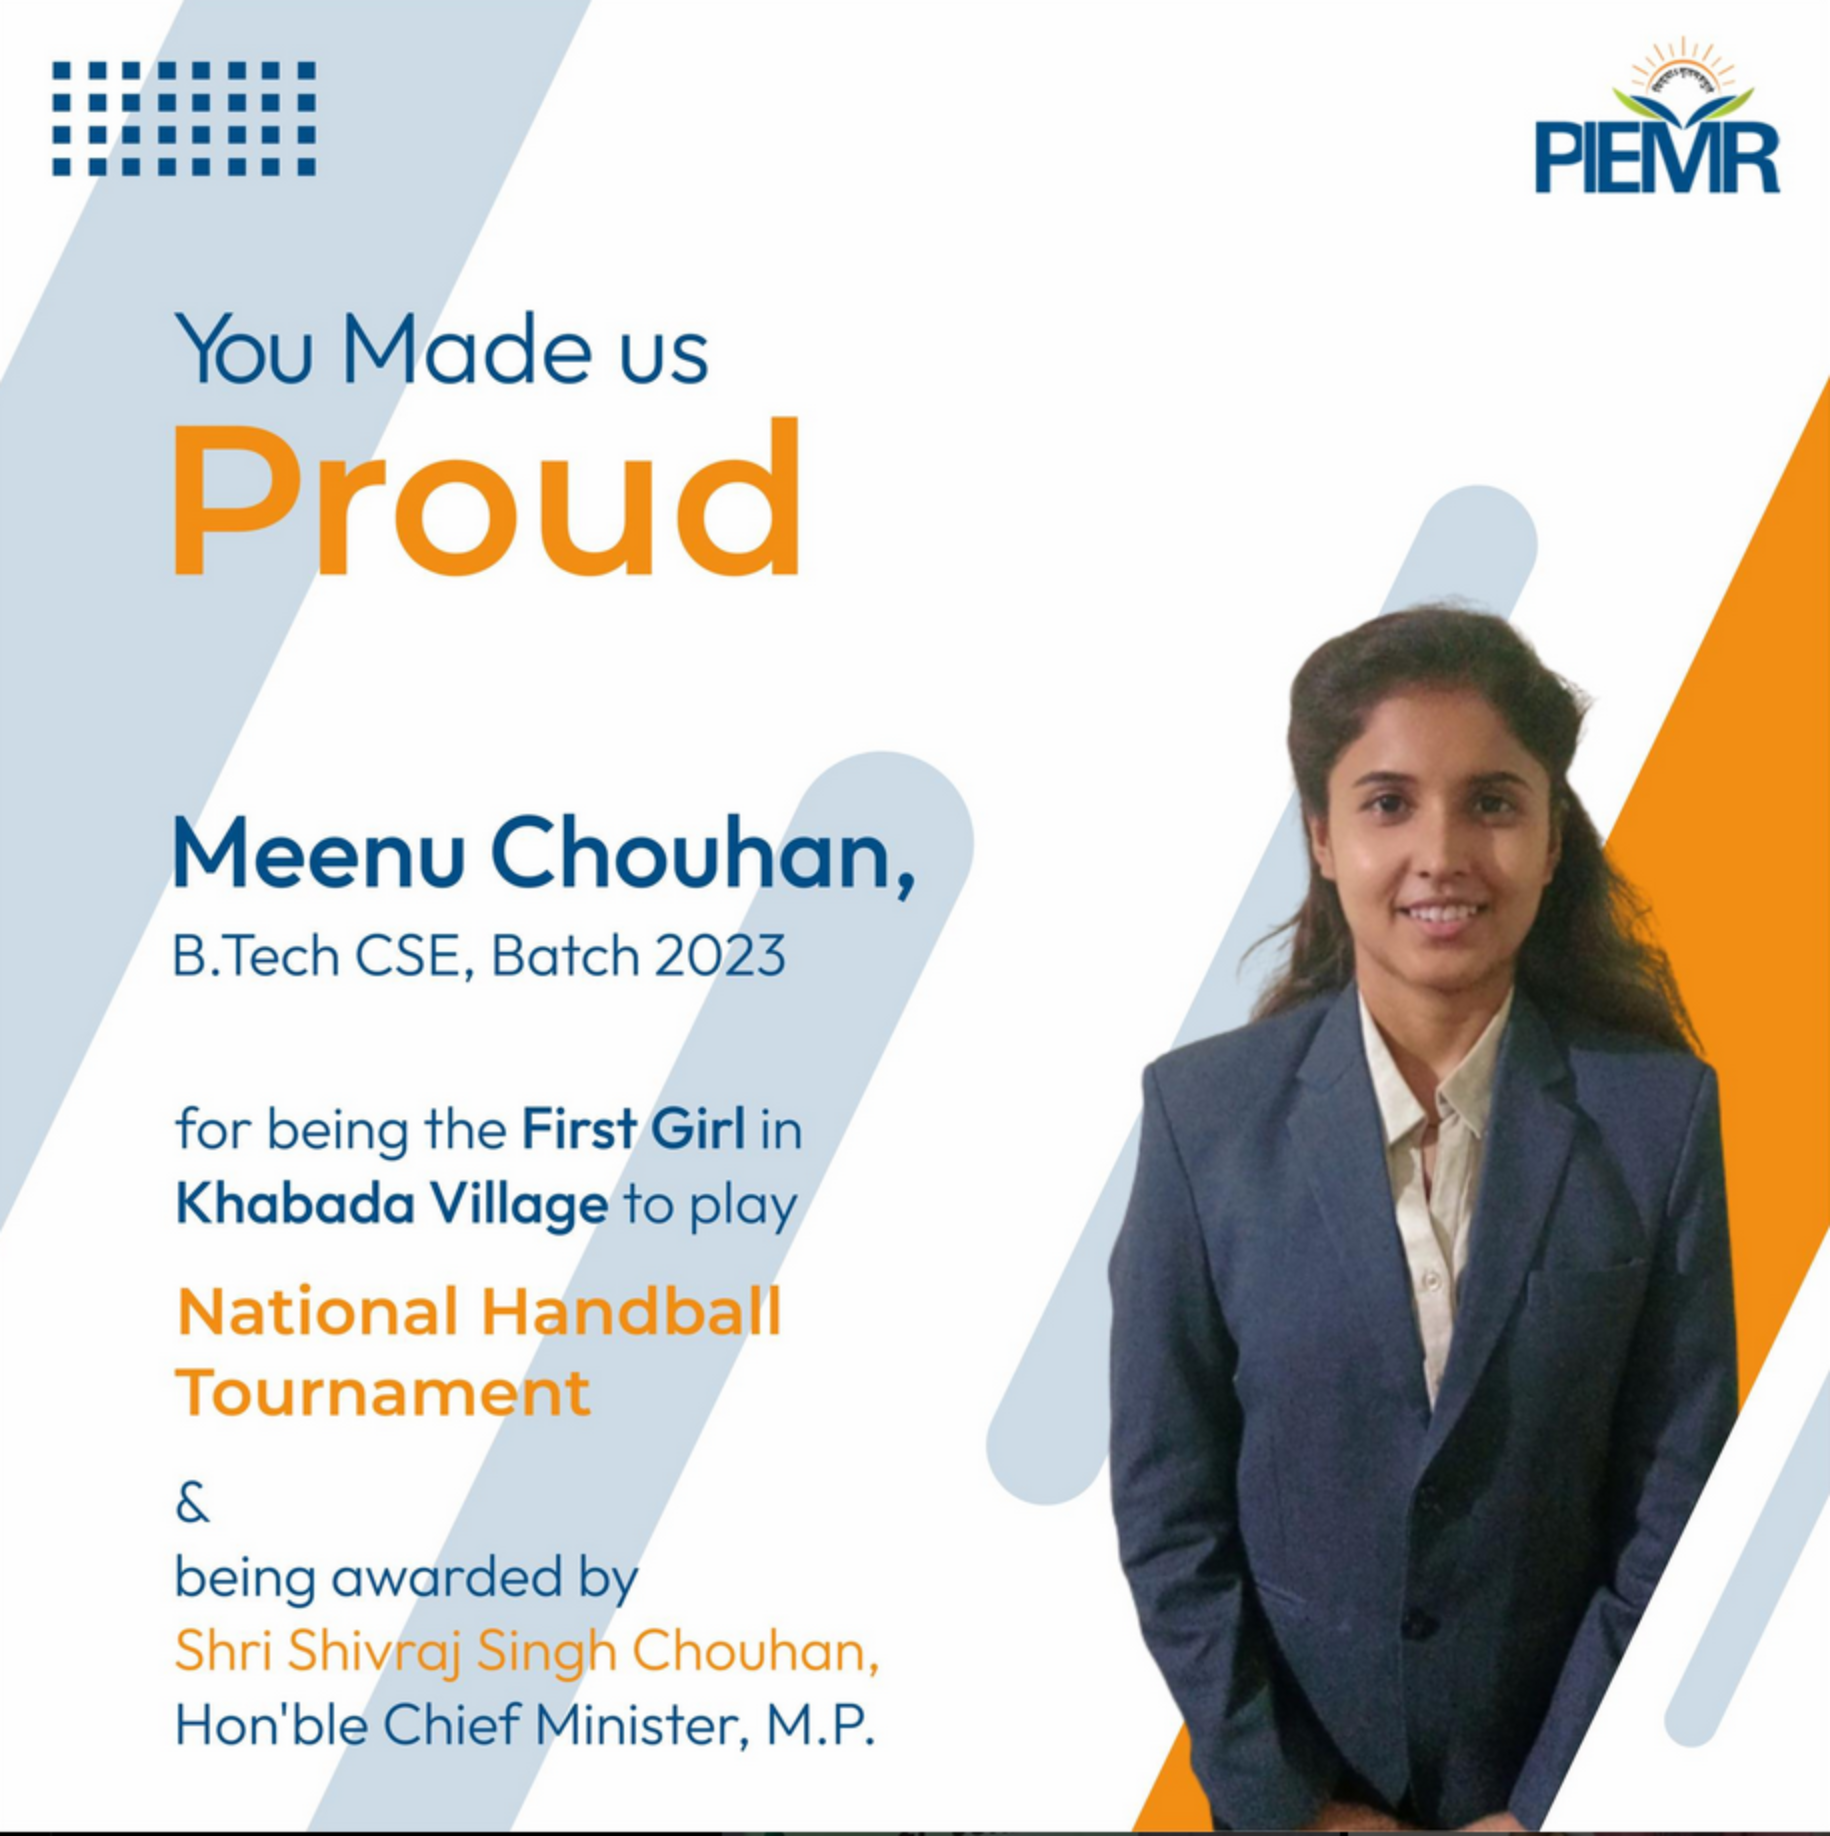 PIEMR
You Made us
Proud
Meenu Chouhan,
B.Tech CSE, Batch 2023
for being the First Girl in
Khabada Village to play
National Handball
Tournament
&
being awarded by
Shri Shivraj Singh Chouhan,
Hon'ble Chief Minister, M.P.